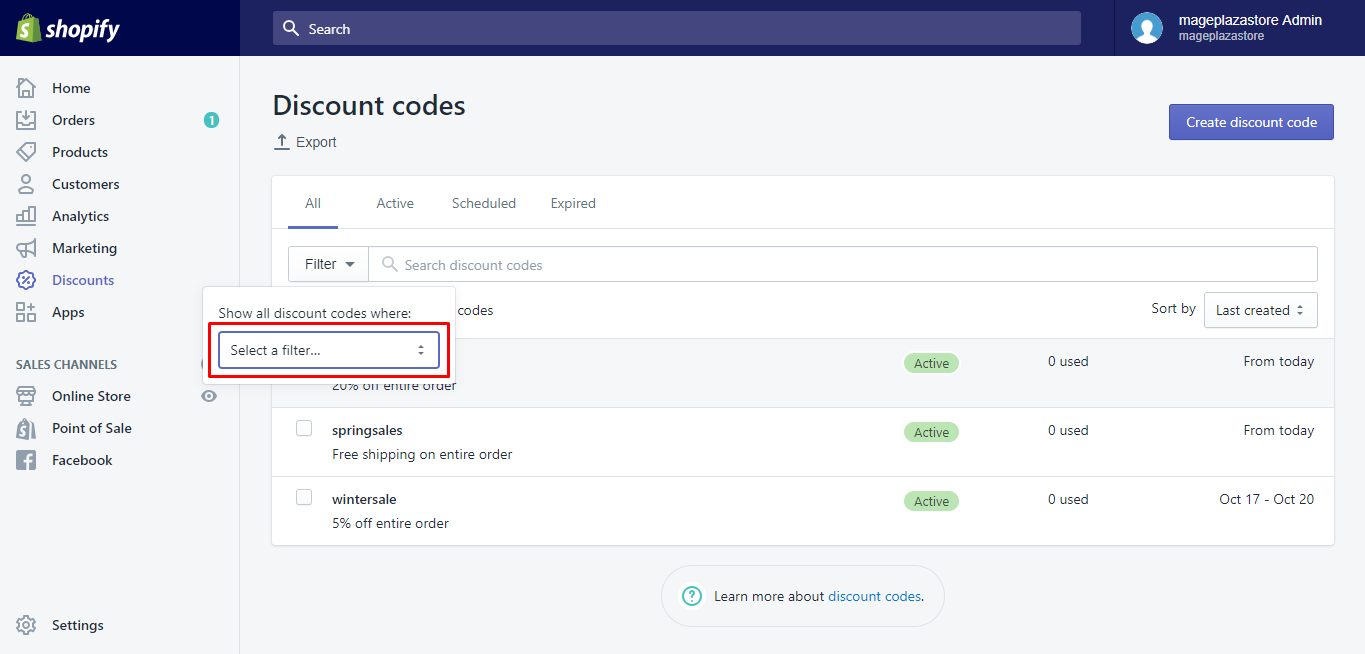 shopify
Search
mageplazastore Admin
mageplazastore
Home
Orders
1
Products
Customers
Analytics
Marketing
Discounts
Apps
SALES CHANNELS
Online Store
Point of Sale
Facebook
Settings
Discount codes
Export
Create discount code
All Active Scheduled Expired
Filter
Search discount codes
Show all discount codes where:
Select a filter...
codes
Sort by
Last created
Active 0 used From today
20% off entire order
springsales Active 0 used From today
Free shipping on entire order
wintersale Active 0 used Oct 17 - Oct 20
5% off entire order
Learn more about discount codes.